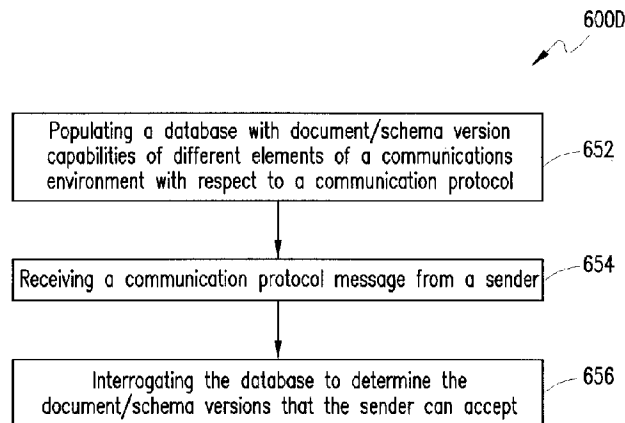 600D
Populating a database with document/schema version
capabilities of different elements of a communications
environment with respect to a communication protocol
652
Receiving a communication protocol message from a sender
654
Interrogating the database to determine the
document/schema versions that the sender can accept
656